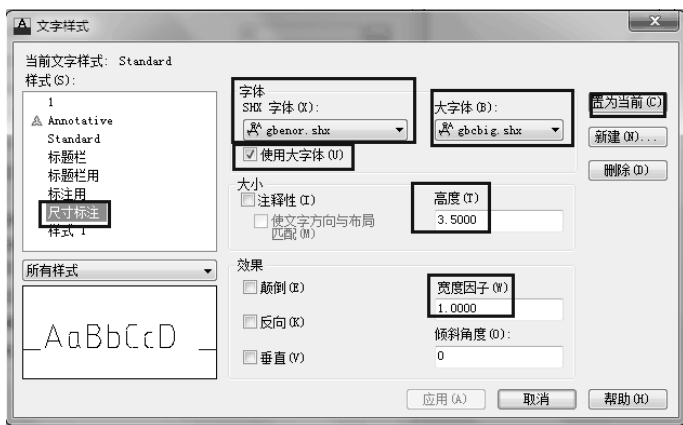 文字样式
当前文字样式: Standard
样式(S):
1
Annotative
Standard
标题栏
标题栏用
标注用
尺寸标注
样式 1
所有样式
AaBbCcD
字体
SHX 字体(X):
gbenor.shx
使用大字体(U)
大字体(B):
gbcbig.shx
大小
注释性(I)
使文字方向与布局
匹配(M)
高度(T)
3.5000
效果
颠倒(E)
反向(K)
垂直(V)
宽度因子(W)
1.0000
倾斜角度(O):
0
置为当前(C)
新建(N)...
删除(D)
应用(A)
取消
帮助(H)